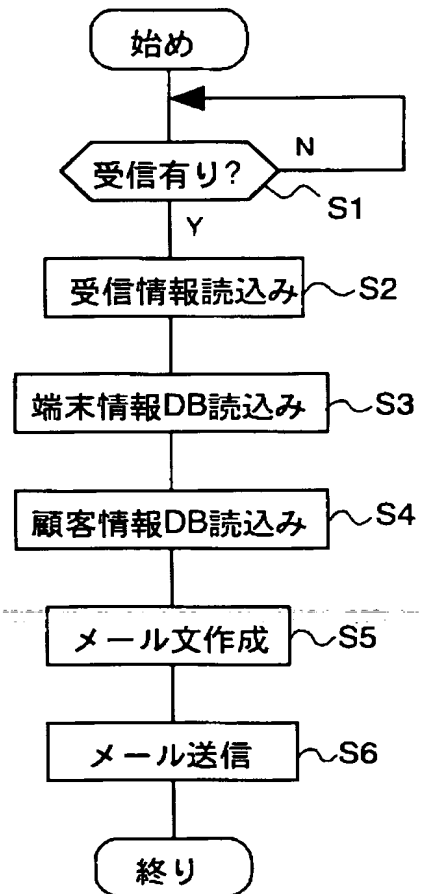 始め
N
受信有り?
S1
Y
受信情報読込み
S2
端末情報DB読込み
S3
顧客情報DB読込み
S4
メール文作成
S5
メール送信
S6
終り